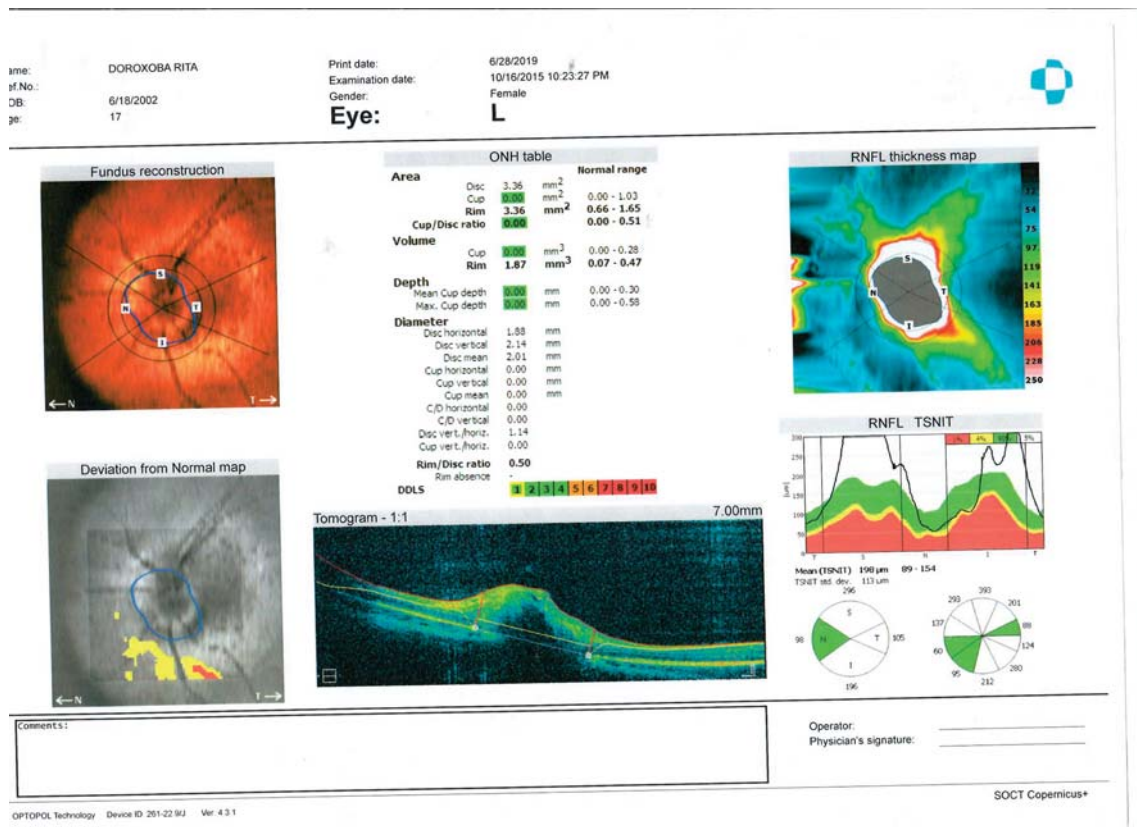 ame: DOROXOBA RITA
ef.No.:
OB: 6/18/2002
ge: 17
Print date: 6/28/2019
Examination date: 10/16/2015 10:23:27 PM
Gender: Female
Eye: L
Fundus reconstruction
S
N
T
I
←N
T→
Deviation from Normal map
←N
T→
ONH table
Normal range
Area
Disc 3.36 mm2
Cup 0.00 mm2 0.00 - 1.03
Rim 3.36 mm2 0.66 - 1.65
Cup/Disc ratio 0.00 0.00 - 0.51
Volume
Cup 0.00 mm3 0.00 - 0.28
Rim 1.87 mm3 0.07 - 0.47
Depth
Mean Cup depth 0.00 mm 0.00 - 0.30
Max. Cup depth 0.00 mm 0.00 - 0.58
Diameter
Disc horizontal 1.88 mm
Disc vertical 2.14 mm
Disc mean 2.01 mm
Cup horizontal 0.00 mm
Cup vertical 0.00 mm
Cup mean 0.00 mm
C/D horizontal 0.00
C/D vertical 0.00
Disc vert./horiz. 1.14
Cup vert./horiz. 0.00
Rim/Disc ratio 0.50
Rim absence -
DDLS 1 2 3 4 5 6 7 8 9 10
Tomogram - 1:1 7.00mm
RNFL thickness map
S
N
T
I
54
75
97
119
141
163
185
206
228
250
RNFL TSNIT
5%
[um]
300
250
200
150
100
50
0
T S N I T
Mean (TSNIT) 198 µm 89 - 154
TSNIT std. dev. 113 um
296
S
98 N T 105
I
196
293 393 201
137 88
60 124
95 212 280
Comments:
Operator:
Physician's signature:
SOCT Copernicus+
OPTOPOL Technology Device ID 261-22.9/J Ver. 4.3.1